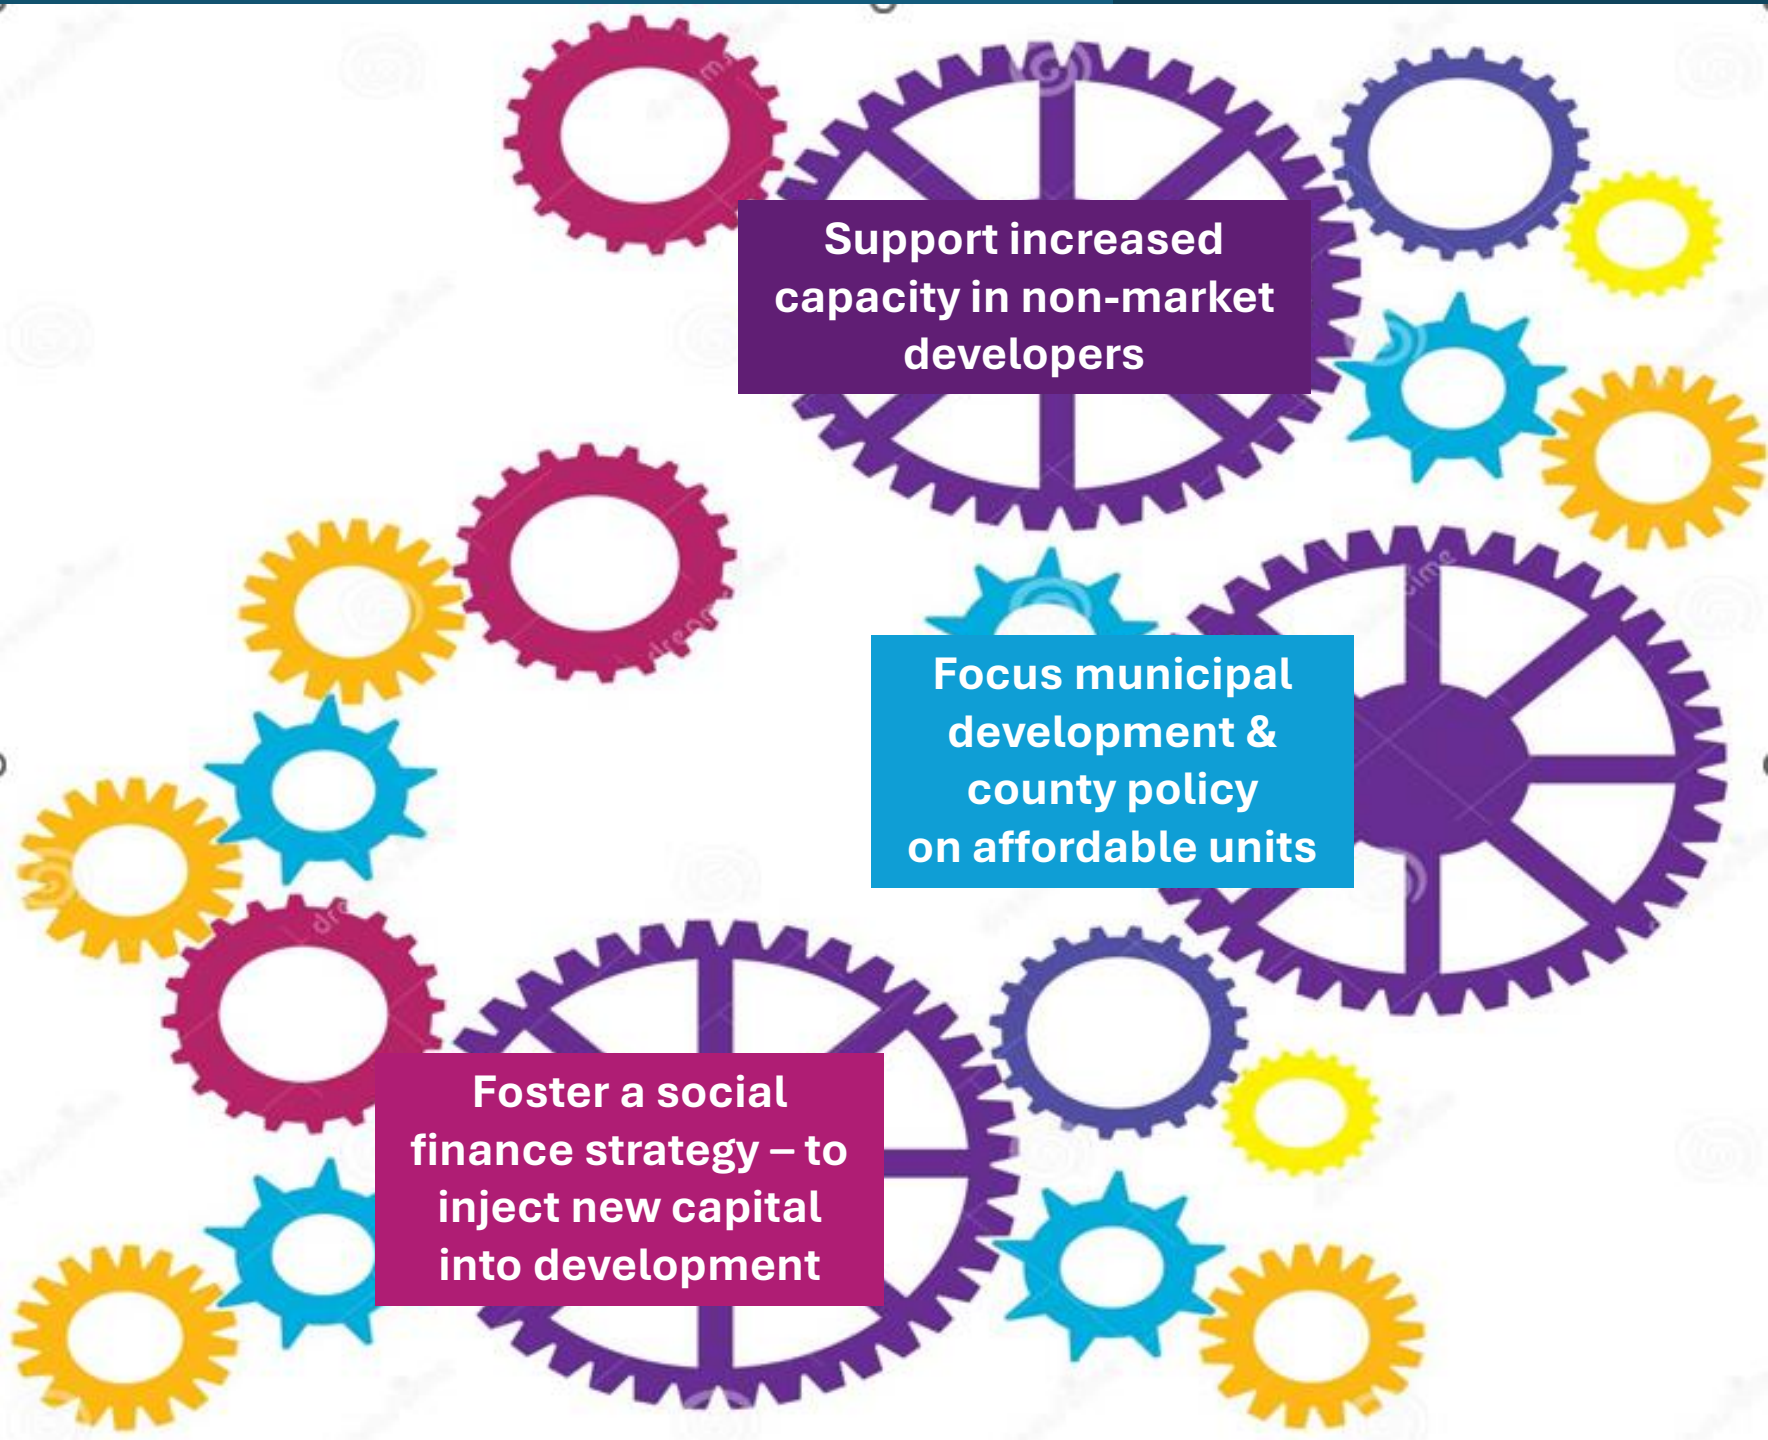 Support increased
capacity in non-market
developers
Focus municipal
development &
county policy
on affordable units
Foster a social
finance strategy – to
inject new capital
into development